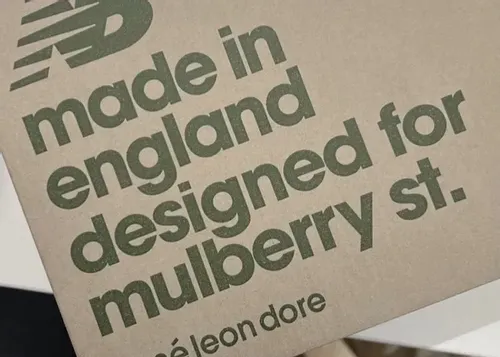 made in
england
designed for
mulberry st.
é leon dore